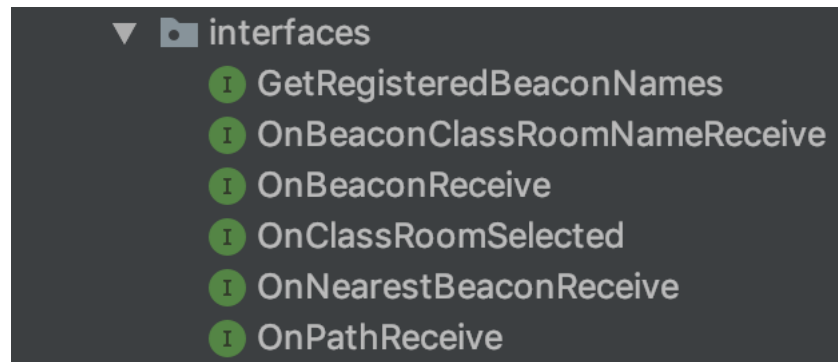 interfaces
I GetRegisteredBeaconNames
I OnBeaconClassRoomNameReceive
I OnBeaconReceive
I OnClassRoomSelected
I OnNearestBeaconReceive
I OnPathReceive